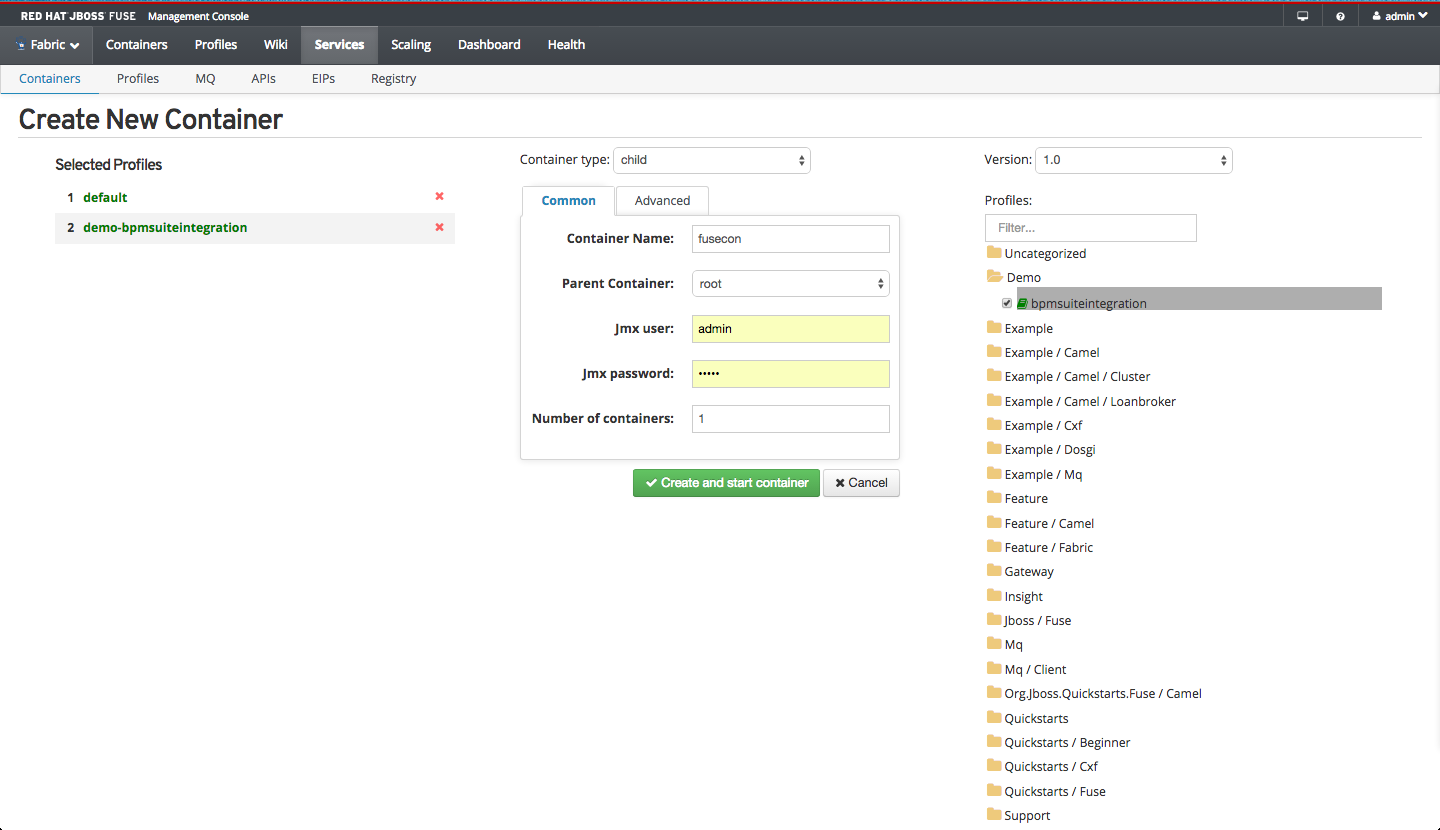 RED HAT JBOSS FUSE Management Console
admin
Fabric Containers Profiles Wiki Services Scaling Dashboard Health
Containers Profiles MQ APIs EIPs Registry
Create New Container
Selected Profiles
1 default
2 demo-bpmsuiteintegration
Container type: child
Common Advanced
Container Name: fusecon
Parent Container: root
Jmx user: admin
Jmx password: •••••
Number of containers: 1
Create and start container Cancel
Version: 1.0
Profiles:
Filter...
Uncategorized
Demo
bpmsuiteintegration
Example
Example / Camel
Example / Camel / Cluster
Example / Camel / Loanbroker
Example / Cxf
Example / Dosgi
Example / Mq
Feature
Feature / Camel
Feature / Fabric
Gateway
Insight
Jboss / Fuse
Mq
Mq / Client
Org.Jboss.Quickstarts.Fuse / Camel
Quickstarts
Quickstarts / Beginner
Quickstarts / Cxf
Quickstarts / Fuse
Support